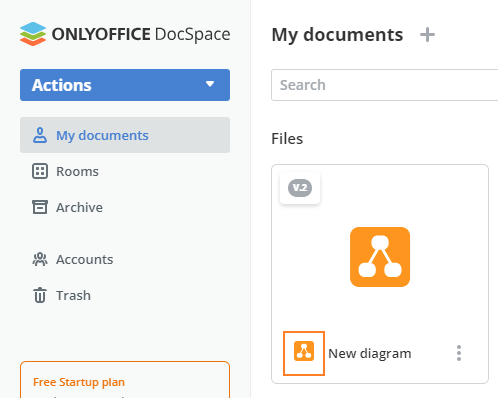 ONLYOFFICE DocSpace
Actions
My documents
Rooms
Archive
Accounts
Trash
Free Startup plan
My documents
Search
Files
V.2
New diagram